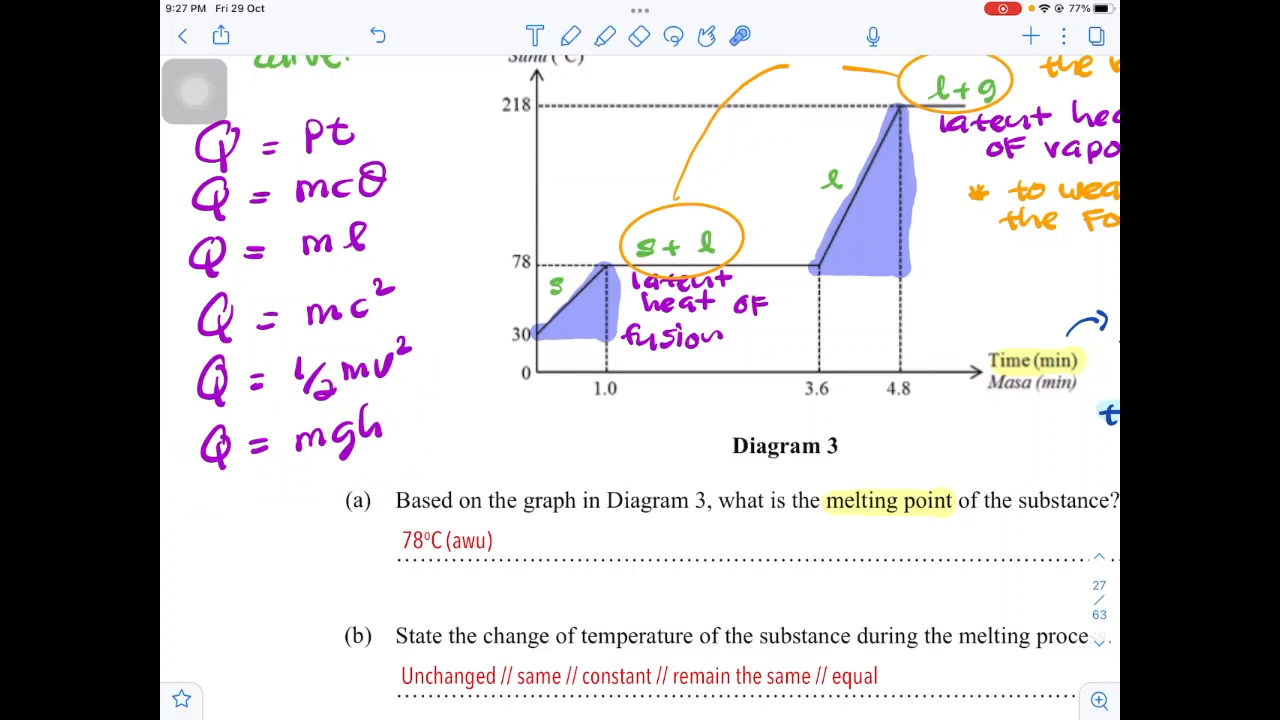 9:27 PM Fri 29 Oct
77%
curve.
Suhu (°C)
Q = Pt
Q = mcθ
Q = ml
Q = mc²
Q = 1/2mv²
Q = mgh
218
78
30
0
1.0
3.6
4.8
s
s + l
latent
heat of
fusion
l
l + g
the
latent hea
of vapo
* to wea
the Fo
Time (min)
Masa (min)
t
Diagram 3
(a) Based on the graph in Diagram 3, what is the melting point of the substance?
78°C (awu)
27
/
63
(b) State the change of temperature of the substance during the melting proces.
Unchanged // same // constant // remain the same // equal